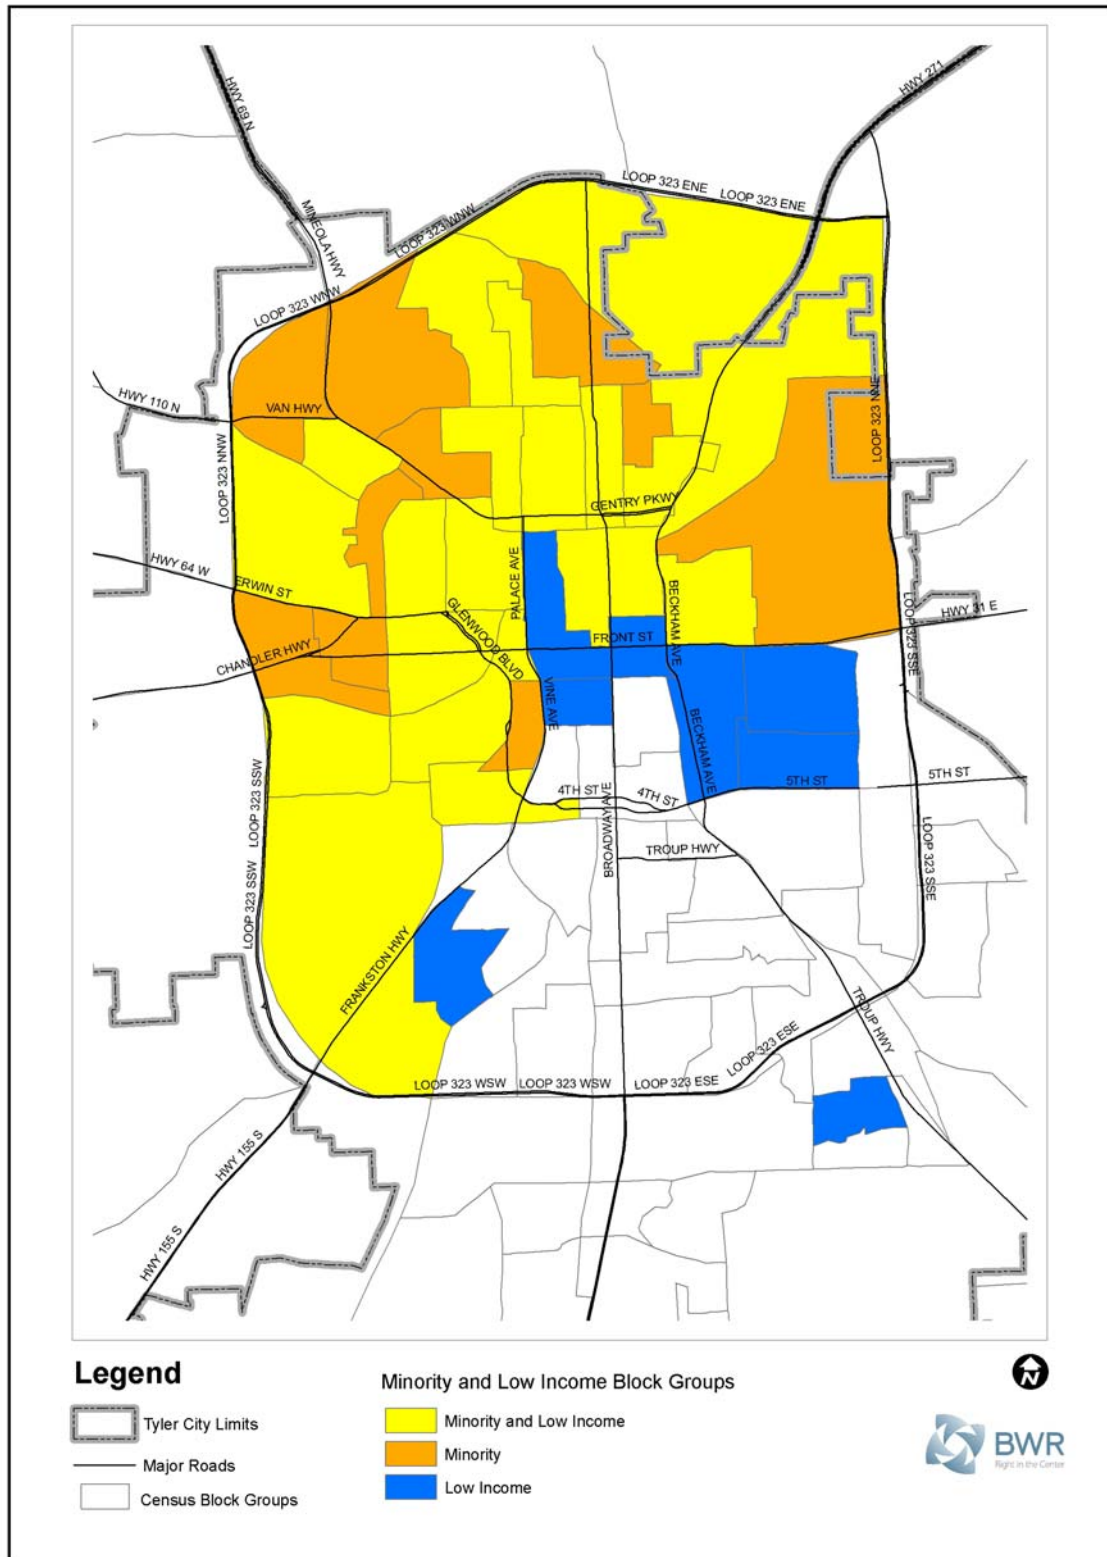 HWY 69 N
HWY 271
LOOP 323 ENE
LOOP 323 ENE
MINEOLA HWY
LOOP 323 WNW
LOOP 323 WNW
HWY 110 N
VAN HWY
LOOP 323 NNE
LOOP 323 NNW
GENTRY PKWY
HWY 64 W
ERWIN ST
PALACE AVE
BECKHAM AVE
GLENWOOD BLVD
LOOP 323 SSE
HWY 31 E
CHANDLER HWY
FRONT ST
VINE AVE
BECKHAM AVE
5TH ST
5TH ST
4TH ST
4TH ST
LOOP 323 SSW
LOOP 323 SSW
BROADWAY AVE
TROUP HWY
LOOP 323 SSE
FRANKSTON HWY
TROUP HWY
LOOP 323 ESE
LOOP 323 WSW
LOOP 323 WSW
LOOP 323 ESE
HWY 155 S
HWY 155 S
Legend
Tyler City Limits
Major Roads
Census Block Groups
Minority and Low Income Block Groups
Minority and Low Income
Minority
Low Income
N
BWR
Right in the Center